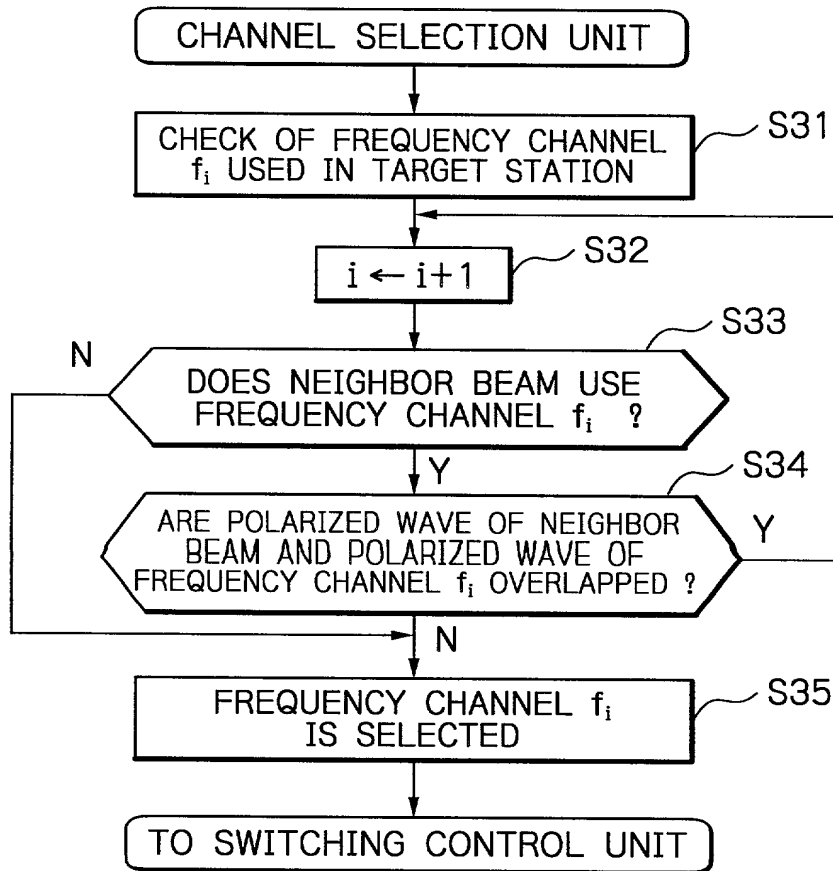 CHANNEL SELECTION UNIT
CHECK OF FREQUENCY CHANNEL
fi USED IN TARGET STATION
S31
i ← i+1
S32
DOES NEIGHBOR BEAM USE
FREQUENCY CHANNEL fi ?
S33
N
Y
ARE POLARIZED WAVE OF NEIGHBOR
BEAM AND POLARIZED WAVE OF
FREQUENCY CHANNEL fi OVERLAPPED ?
S34
Y
N
FREQUENCY CHANNEL fi
IS SELECTED
S35
TO SWITCHING CONTROL UNIT